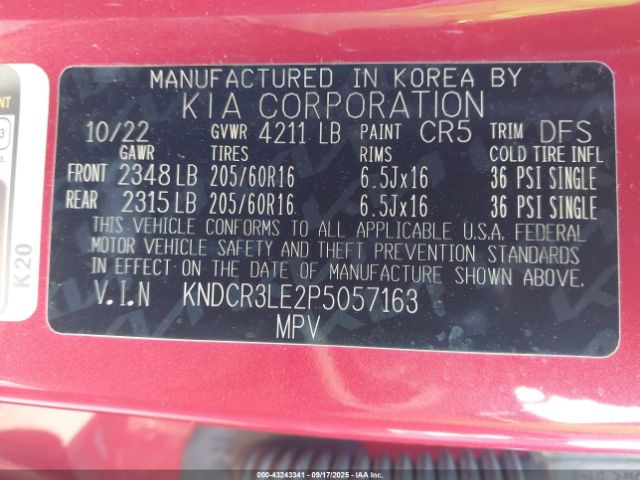 MANUFACTURED IN KOREA BY
KIA CORPORATION
10/22 GVWR 4211 LB PAINT CR5 TRIM DFS
GAWR TIRES RIMS COLD TIRE INFL
FRONT 2348 LB 205/60R16 6.5Jx16 36 PSI SINGLE
REAR 2315 LB 205/60R16 6.5Jx16 36 PSI SINGLE
THIS VEHICLE CONFORMS TO ALL APPLICABLE U.S.A. FEDERAL
MOTOR VEHICLE SAFETY AND THEFT PREVENTION STANDARDS
IN EFFECT ON THE DATE OF MANUFACTURE SHOWN ABOVE.
V.I.N KNDCR3LE2P5057163
MPV
K20
000-43243341 - 09/17/2025 - IAAI.COM